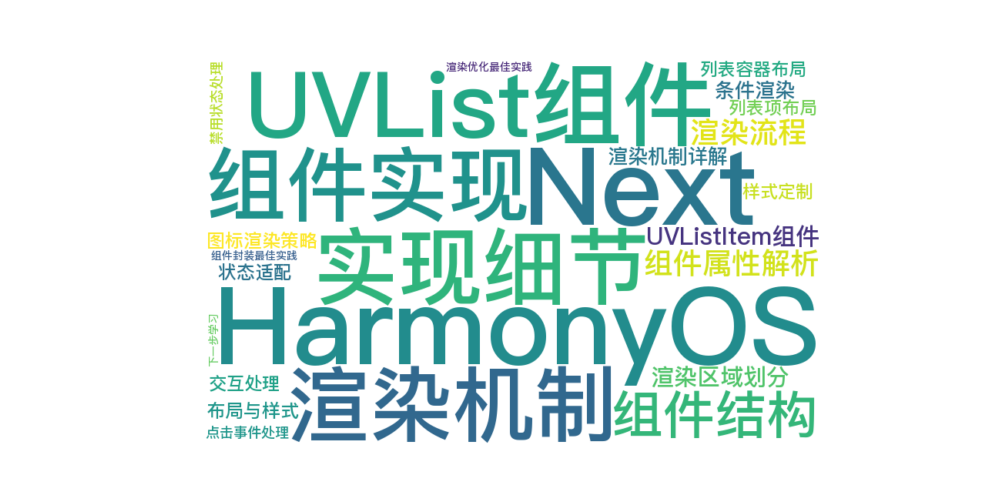 渲染优化最佳实践
禁用状态处理
UVList组件
列表容器布局
条件渲染
列表项布局
渲染流程
组件实现
Next
渲染机制详解
样式定制
图标渲染策略
组件封装最佳实践
状态适配
实现细节
UVListItem组件
组件属性解析
HarmonyOS
下一步学习
交互处理
布局与样式
点击事件处理
渲染机制
渲染区域划分
组件结构